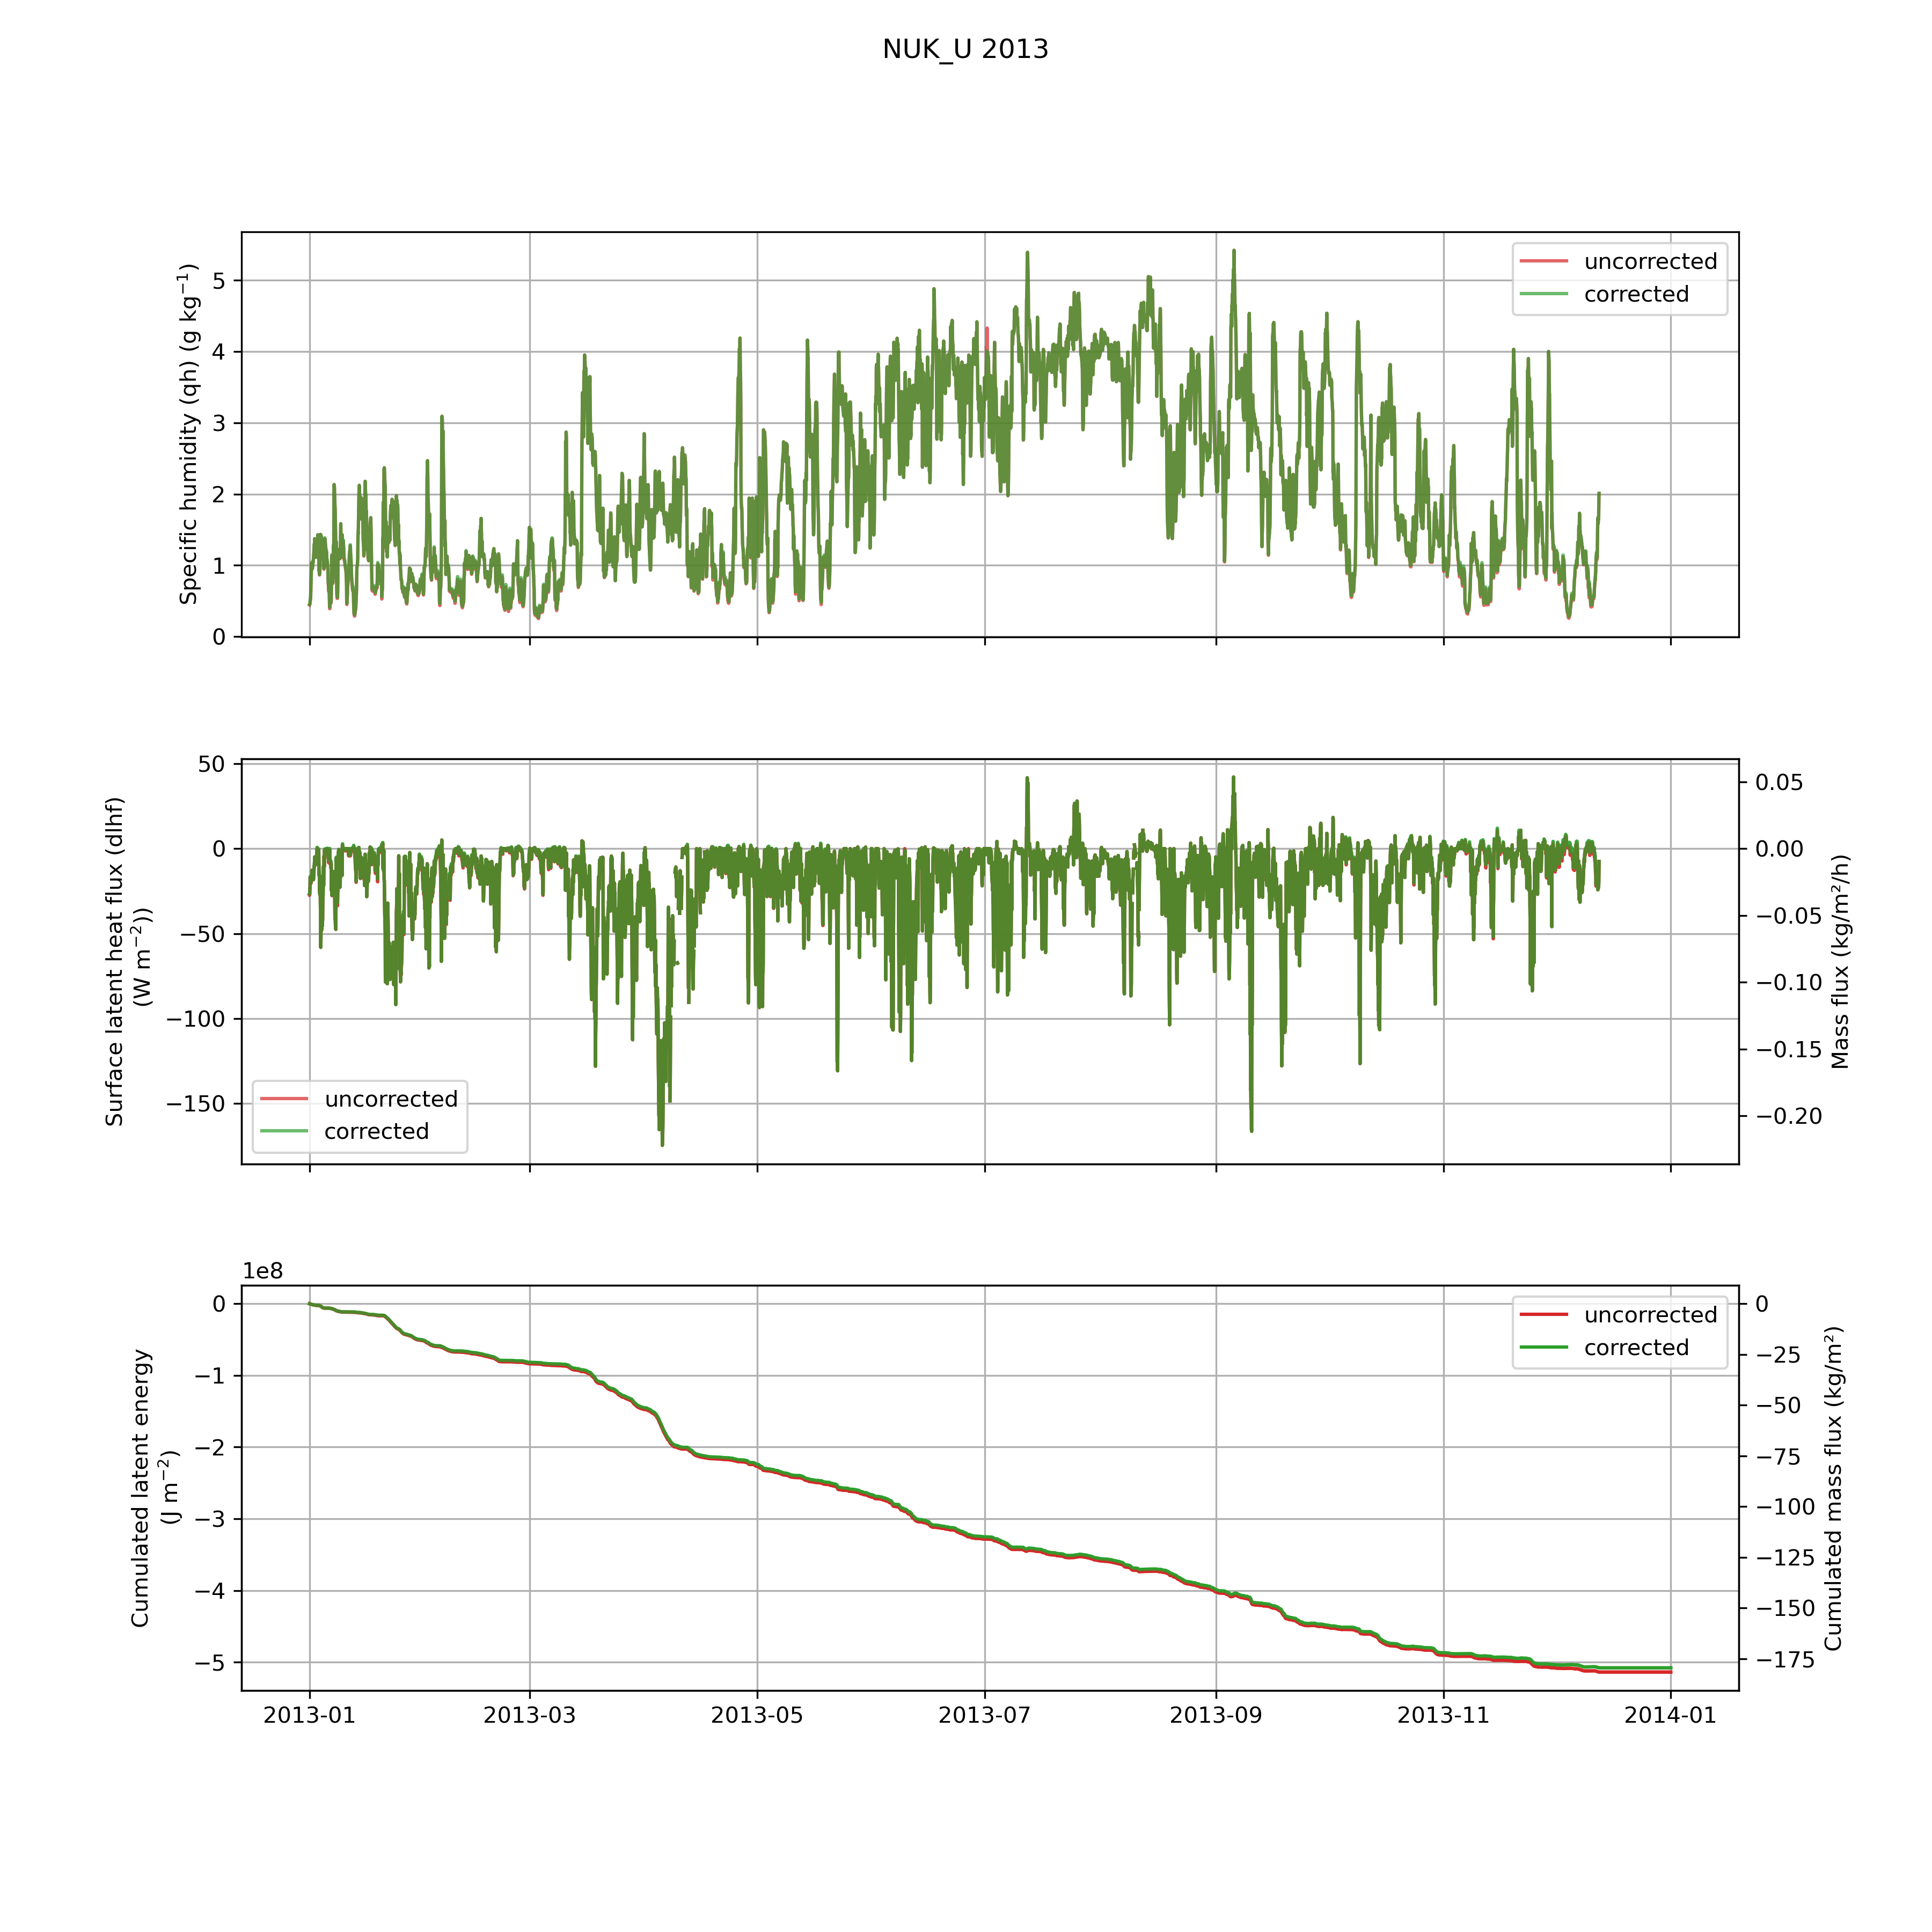 NUK_U 2013
Specific humidity (qh) (g kg⁻¹)
5
4
3
2
1
0
uncorrected
corrected
Surface latent heat flux (dlhf)
(W m⁻²))
50
0
−50
−100
−150
uncorrected
corrected
0.05
0.00
−0.05
−0.10
−0.15
−0.20
Mass flux (kg/m²/h)
1e8
Cumulated latent energy
(J m⁻²)
0
−1
−2
−3
−4
−5
uncorrected
corrected
0
−25
−50
−75
−100
−125
−150
−175
Cumulated mass flux (kg/m²)
2013-01 2013-03 2013-05 2013-07 2013-09 2013-11 2014-01